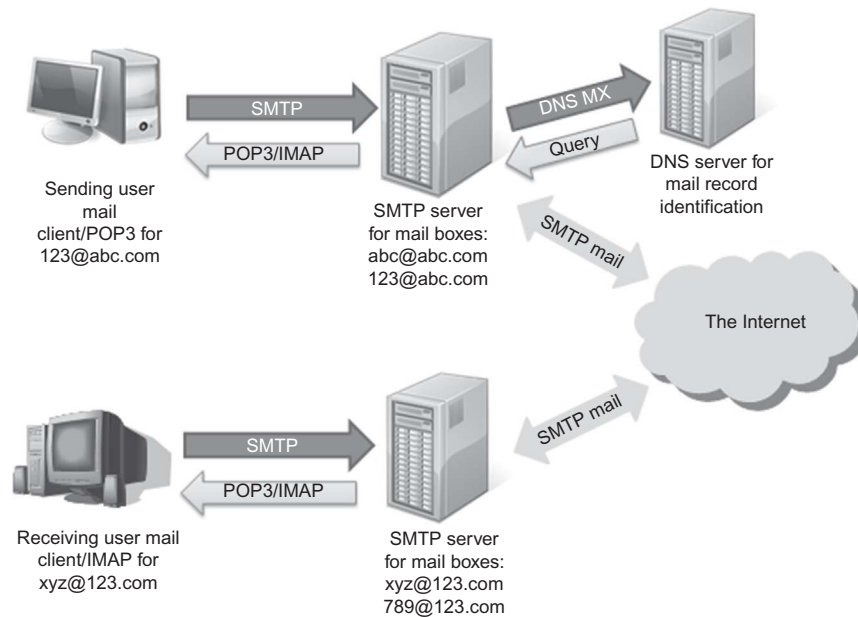 SMTP
POP3/IMAP
DNS MX
Query
Sending user
mail
client/POP3 for
123@abc.com
SMTP server
for mail boxes:
abc@abc.com
123@abc.com
DNS server for
mail record
identification
SMTP mail
The Internet
SMTP mail
SMTP
POP3/IMAP
Receiving user mail
client/IMAP for
xyz@123.com
SMTP server
for mail boxes:
xyz@123.com
789@123.com